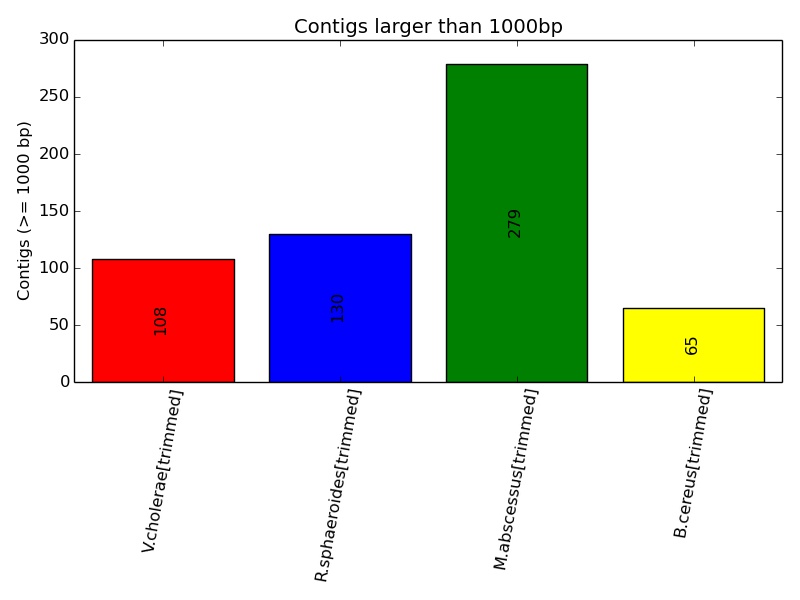 Contigs larger than 1000bp
Contigs (>= 1000 bp)
300
250
200
150
100
50
0
108
130
279
65
V.cholerae[trimmed]
R.sphaeroides[trimmed]
M.abscessus[trimmed]
B.cereus[trimmed]